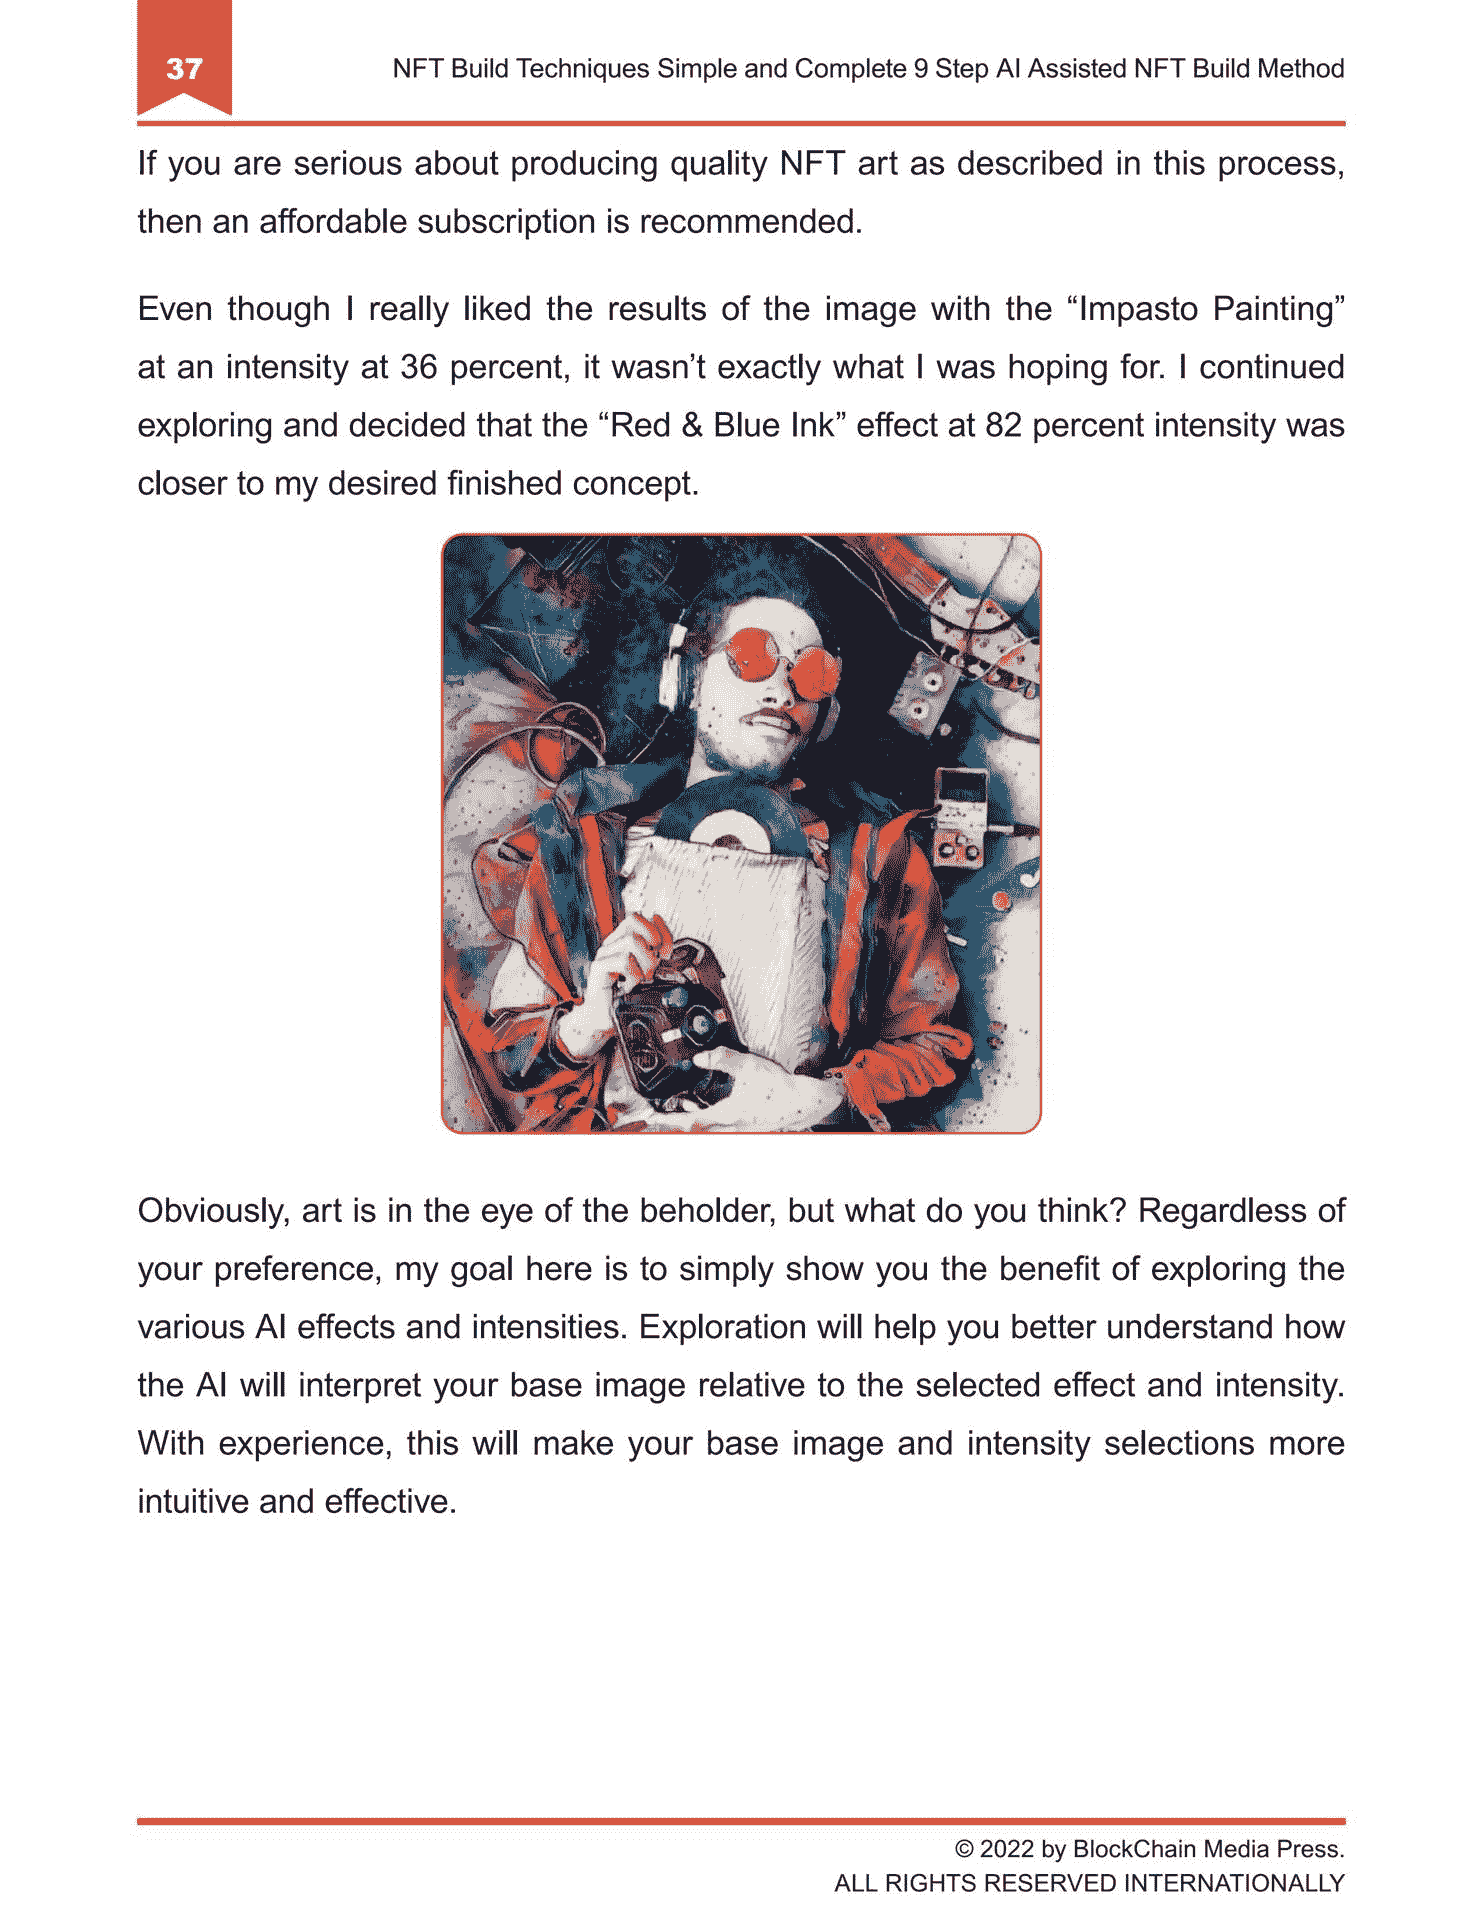 37
NFT Build Techniques Simple and Complete 9 Step AI Assisted NFT Build Method
If you are serious about producing quality NFT art as described in this process,
then an affordable subscription is recommended.
Even though I really liked the results of the image with the “Impasto Painting”
at an intensity at 36 percent, it wasn’t exactly what I was hoping for. I continued
exploring and decided that the “Red & Blue Ink” effect at 82 percent intensity was
closer to my desired finished concept.
Obviously, art is in the eye of the beholder, but what do you think? Regardless of
your preference, my goal here is to simply show you the benefit of exploring the
various AI effects and intensities. Exploration will help you better understand how
the AI will interpret your base image relative to the selected effect and intensity.
With experience, this will make your base image and intensity selections more
intuitive and effective.
© 2022 by BlockChain Media Press.
ALL RIGHTS RESERVED INTERNATIONALLY